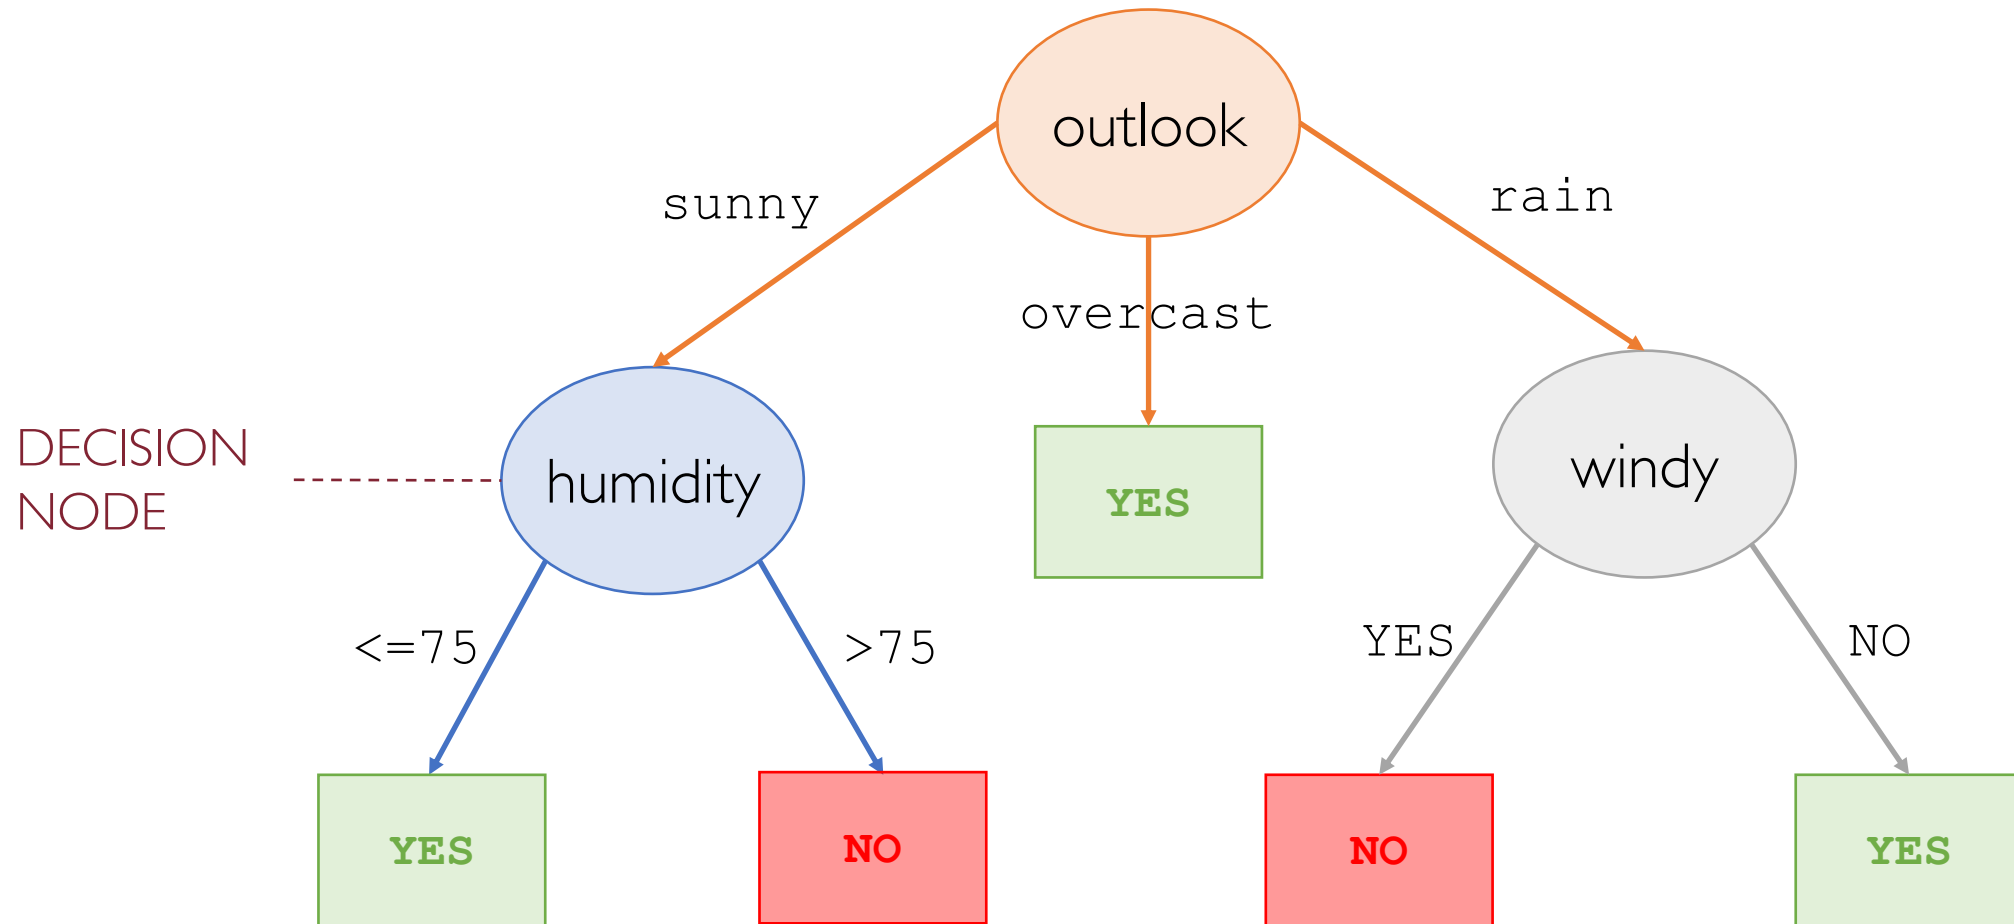 outlook
sunny
rain
overcast
DECISION
NODE
humidity
YES
windy
<=75
>75
YES
NO
YES
NO
NO
YES